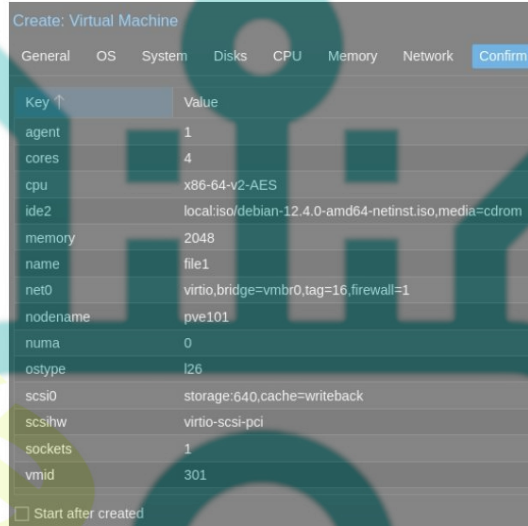 Create: Virtual Machine
General OS System Disks CPU Memory Network Confirm
Key ↑ Value
agent 1
cores 4
cpu x86-64-v2-AES
ide2 local:iso/debian-12.4.0-amd64-netinst.iso,media=cdrom
memory 2048
name file1
net0 virtio,bridge=vmbr0,tag=16,firewall=1
nodename pve101
numa 0
ostype l26
scsi0 storage:640,cache=writeback
scsihw virtio-scsi-pci
sockets 1
vmid 301
Start after created